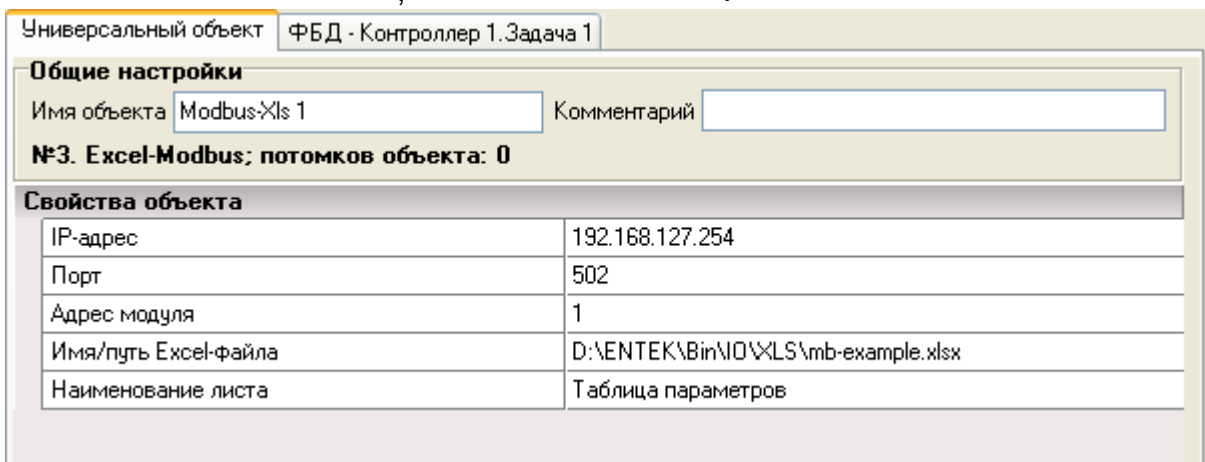 Универсальный объект ФБД - Контроллер 1.Задача 1
Общие настройки
Имя объекта Modbus-Xls 1 Комментарий
№3. Excel-Modbus; потомков объекта: 0
Свойства объекта
IP-адрес 192.168.127.254
Порт 502
Адрес модуля 1
Имя/путь Excel-файла D:\ENTEK\Bin\IO\XLS\mb-example.xlsx
Наименование листа Таблица параметров